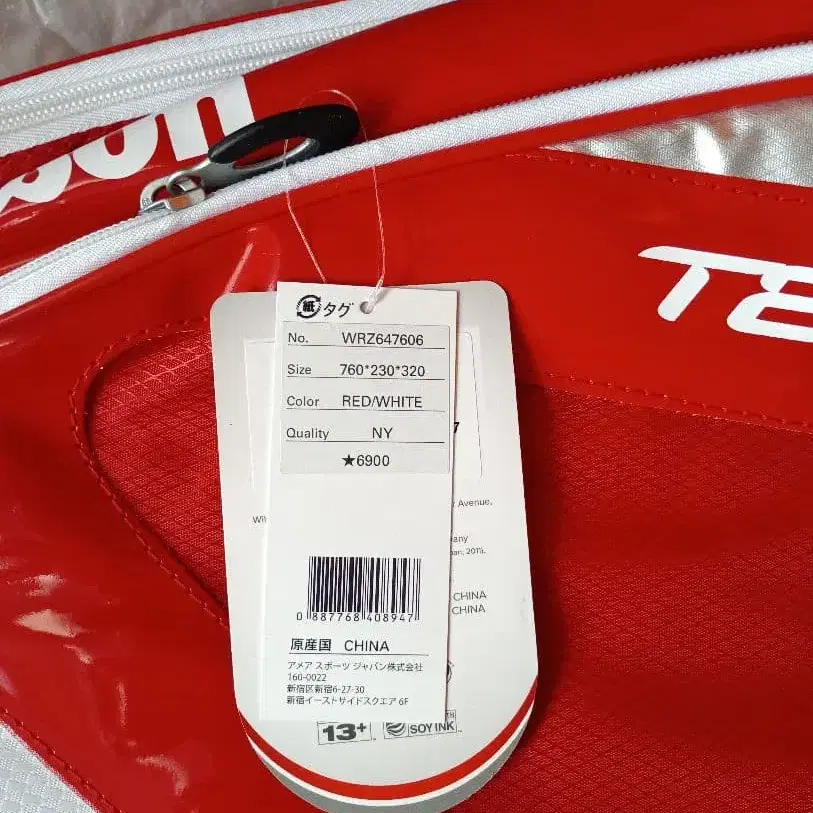 son
TE
紙 タグ
No. WRZ647606
Size 760*230*320
Color RED/WHITE
Quality NY
★6900
7
Avenue,
CHINA
CHINA
0 887768 408947
原産国 CHINA
アメア スポーツ ジャパン株式会社
160-0022
新宿区新宿6-27-30
新宿イーストサイドスクエア 6F
13+
SOY INK